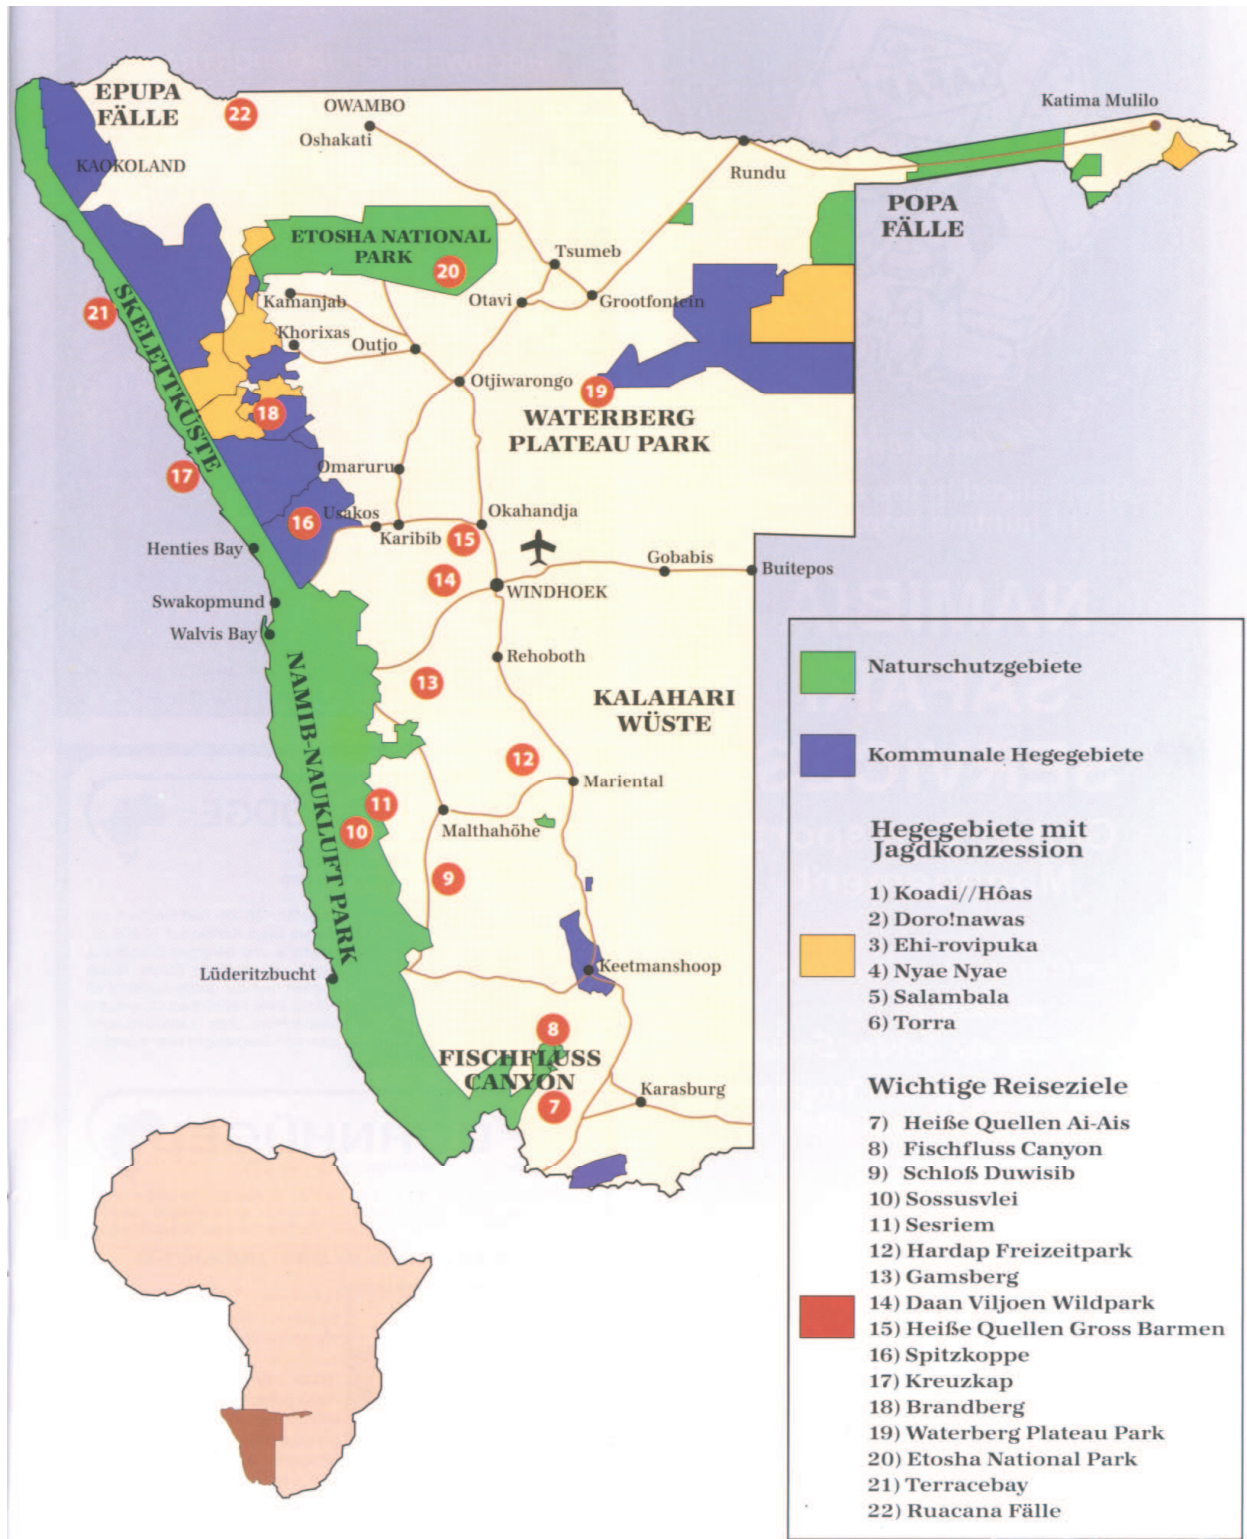 EPUPA
FÄLLE
22
OWAMBO
Oshakati
Katima Mulilo
KAOKOLAND
Rundu
POPA
FÄLLE
ETOSHA NATIONAL
PARK
20
Tsumeb
SKELETTKÜSTE
21
Kamanjab
Otavi
Grootfontein
Khorixas
Outjo
Otjiwarongo
19
18
WATERBERG
PLATEAU PARK
17
Omaruru
16
Usakos
Karibib
15
Okahandja
Henties Bay
Gobabis
Buitepos
14
WINDHOEK
Swakopmund
Walvis Bay
Rehoboth
NAMIB-NAUKLUFT PARK
13
KALAHARI
WÜSTE
12
Mariental
11
10
Malthahöhe
9
Lüderitzbucht
Keetmanshoop
8
FISCHFLUSS
CANYON
7
Karasburg
Naturschutzgebiete
Kommunale Hegegebiete
Hegegebiete mit
Jagdkonzession
1) Koadi//Hôas
2) Doro!nawas
3) Ehi-rovipuka
4) Nyae Nyae
5) Salambala
6) Torra
Wichtige Reiseziele
7) Heiße Quellen Ai-Ais
8) Fischfluss Canyon
9) Schloß Duwisib
10) Sossusvlei
11) Sesriem
12) Hardap Freizeitpark
13) Gamsberg
14) Daan Viljoen Wildpark
15) Heiße Quellen Gross Barmen
16) Spitzkoppe
17) Kreuzkap
18) Brandberg
19) Waterberg Plateau Park
20) Etosha National Park
21) Terracebay
22) Ruacana Fälle